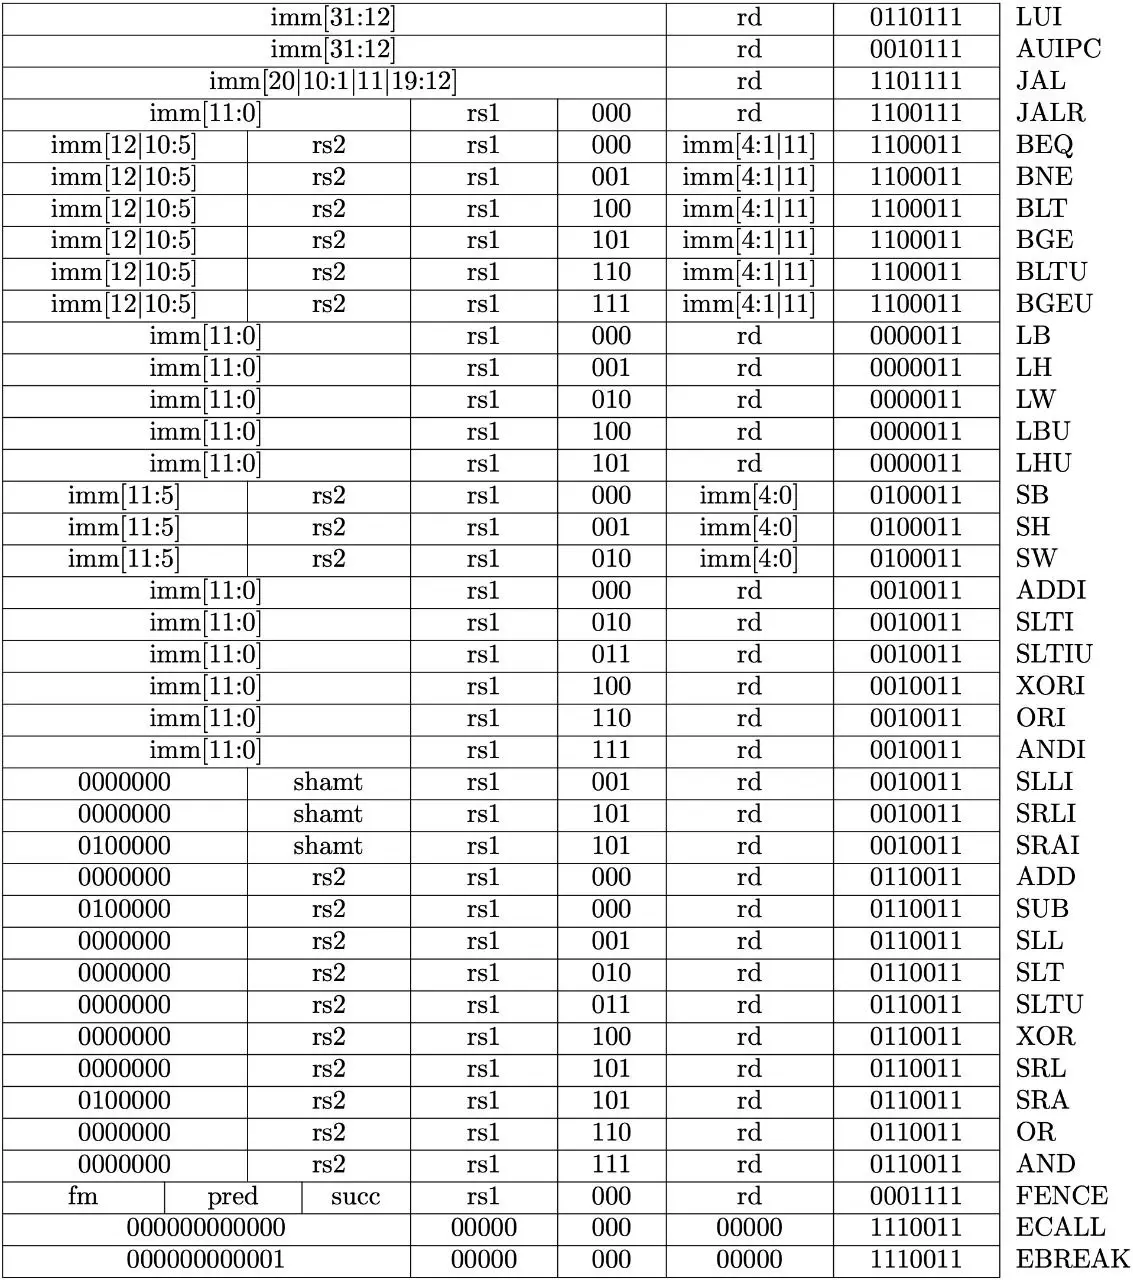 imm[31:12] rd 0110111 LUI
imm[31:12] rd 0010111 AUIPC
imm[20|10:1|11|19:12] rd 1101111 JAL
imm[11:0] rs1 000 rd 1100111 JALR
imm[12|10:5] rs2 rs1 000 imm[4:1|11] 1100011 BEQ
imm[12|10:5] rs2 rs1 001 imm[4:1|11] 1100011 BNE
imm[12|10:5] rs2 rs1 100 imm[4:1|11] 1100011 BLT
imm[12|10:5] rs2 rs1 101 imm[4:1|11] 1100011 BGE
imm[12|10:5] rs2 rs1 110 imm[4:1|11] 1100011 BLTU
imm[12|10:5] rs2 rs1 111 imm[4:1|11] 1100011 BGEU
imm[11:0] rs1 000 rd 0000011 LB
imm[11:0] rs1 001 rd 0000011 LH
imm[11:0] rs1 010 rd 0000011 LW
imm[11:0] rs1 100 rd 0000011 LBU
imm[11:0] rs1 101 rd 0000011 LHU
imm[11:5] rs2 rs1 000 imm[4:0] 0100011 SB
imm[11:5] rs2 rs1 001 imm[4:0] 0100011 SH
imm[11:5] rs2 rs1 010 imm[4:0] 0100011 SW
imm[11:0] rs1 000 rd 0010011 ADDI
imm[11:0] rs1 010 rd 0010011 SLTI
imm[11:0] rs1 011 rd 0010011 SLTIU
imm[11:0] rs1 100 rd 0010011 XORI
imm[11:0] rs1 110 rd 0010011 ORI
imm[11:0] rs1 111 rd 0010011 ANDI
0000000 shamt rs1 001 rd 0010011 SLLI
0000000 shamt rs1 101 rd 0010011 SRLI
0100000 shamt rs1 101 rd 0010011 SRAI
0000000 rs2 rs1 000 rd 0110011 ADD
0100000 rs2 rs1 000 rd 0110011 SUB
0000000 rs2 rs1 001 rd 0110011 SLL
0000000 rs2 rs1 010 rd 0110011 SLT
0000000 rs2 rs1 011 rd 0110011 SLTU
0000000 rs2 rs1 100 rd 0110011 XOR
0000000 rs2 rs1 101 rd 0110011 SRL
0100000 rs2 rs1 101 rd 0110011 SRA
0000000 rs2 rs1 110 rd 0110011 OR
0000000 rs2 rs1 111 rd 0110011 AND
fm pred succ rs1 000 rd 0001111 FENCE
000000000000 00000 000 00000 1110011 ECALL
000000000001 00000 000 00000 1110011 EBREAK